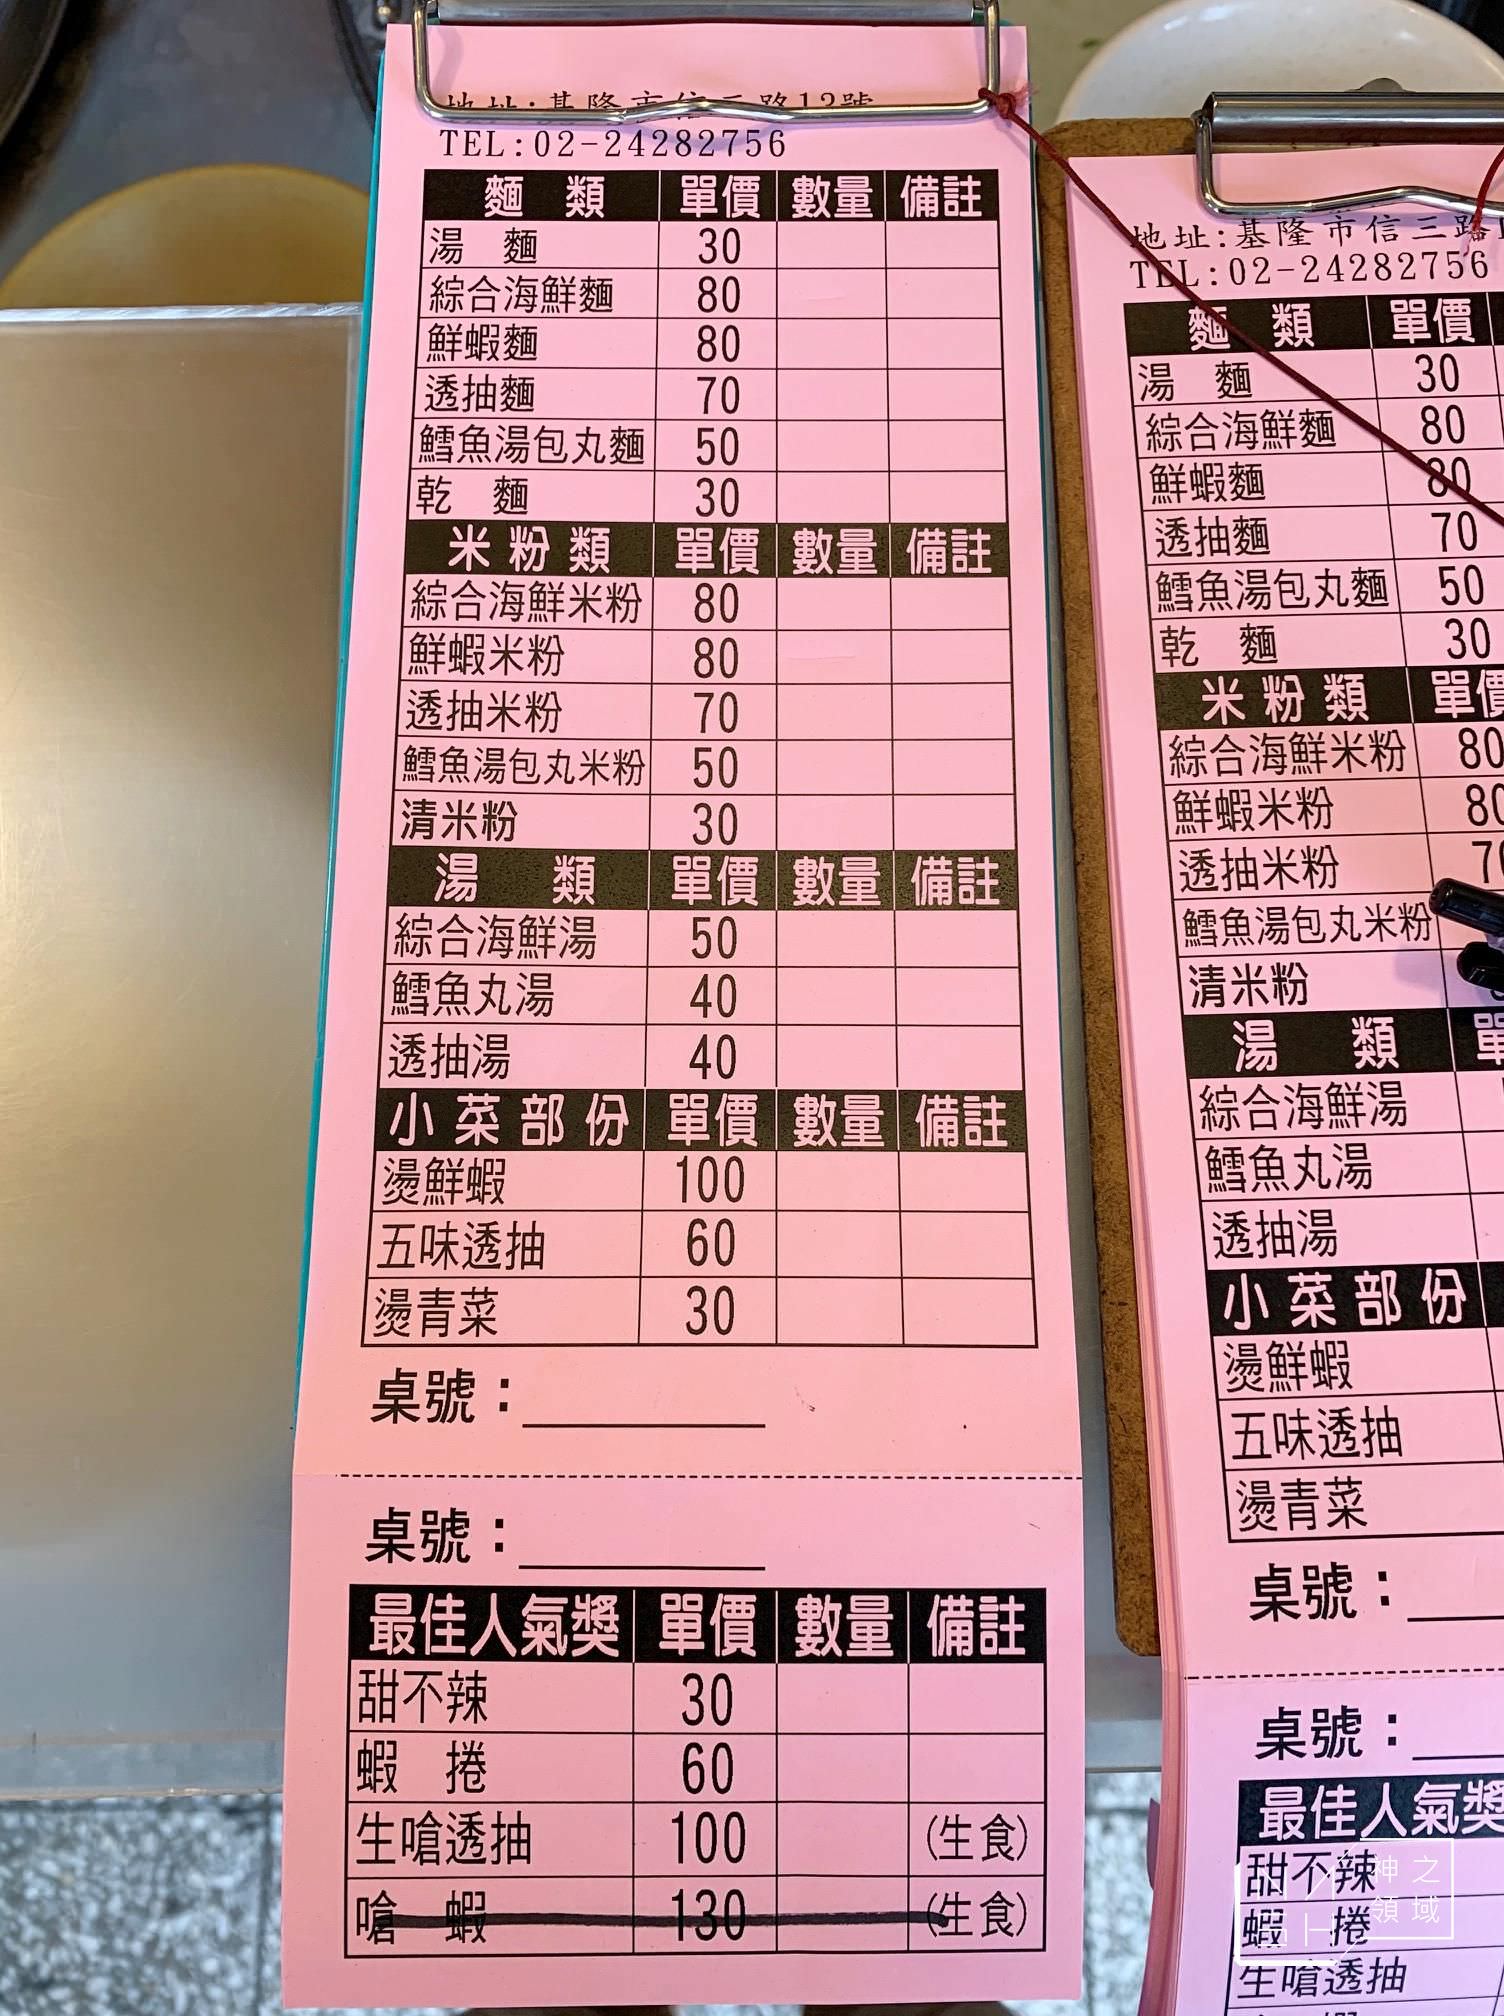 地址:基隆市信二路13號
TEL:02-24282756
麵 類 單價 數量 備註
湯 麵 30
綜合海鮮麵 80
鮮蝦麵 80
透抽麵 70
鱈魚湯包丸麵 50
乾 麵 30
米粉類 單價 數量 備註
綜合海鮮米粉 80
鮮蝦米粉 80
透抽米粉 70
鱈魚湯包丸米粉 50
清米粉 30
湯 類 單價 數量 備註
綜合海鮮湯 50
鱈魚丸湯 40
透抽湯 40
小菜部份 單價 數量 備註
燙鮮蝦 100
五味透抽 60
燙青菜 30
桌號：
桌號：
最佳人氣獎 單價 數量 備註
甜不辣 30
蝦 捲 60
生嗆透抽 100 (生食)
嗆 蝦 130 (生食)
地址:基隆市信三路
TEL:02-24282756
麵 類 單價
湯 麵 30
綜合海鮮麵 80
鮮蝦麵 80
透抽麵 70
鱈魚湯包丸麵 50
乾 麵 30
米粉類 單價
綜合海鮮米粉 80
鮮蝦米粉 80
透抽米粉 70
鱈魚湯包丸米粉
清米粉
湯 類 單
綜合海鮮湯
鱈魚丸湯
透抽湯
小菜部份
燙鮮蝦
五味透抽
燙青菜
桌號：
桌號：
最佳人氣獎
甜不辣
蝦 捲
生嗆透抽
神之
領域